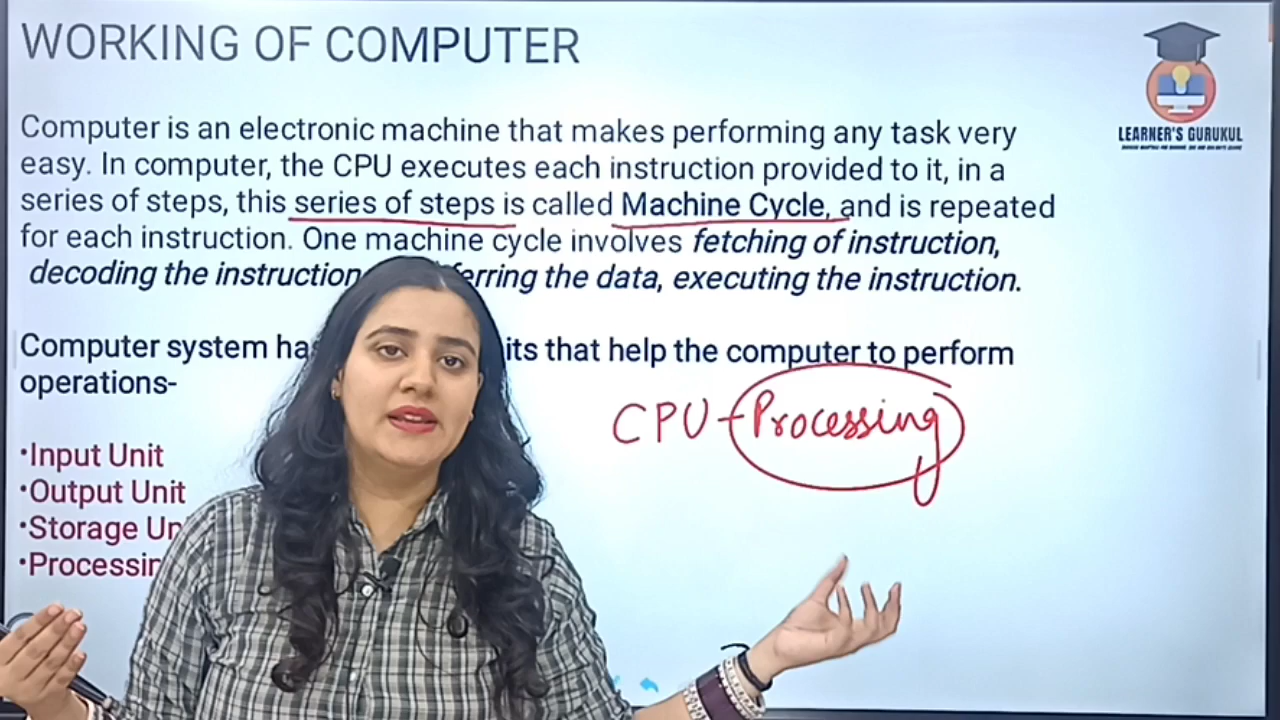 WORKING OF COMPUTER
LEARNER'S GURUKUL
Computer is an electronic machine that makes performing any task very
easy. In computer, the CPU executes each instruction provided to it, in a
series of steps, this series of steps is called Machine Cycle, and is repeated
for each instruction. One machine cycle involves fetching of instruction,
decoding the instruction erring the data, executing the instruction.
Computer system ha its that help the computer to perform
operations-
CPU - Processing
•Input Unit
•Output Unit
•Storage Un
•Processin